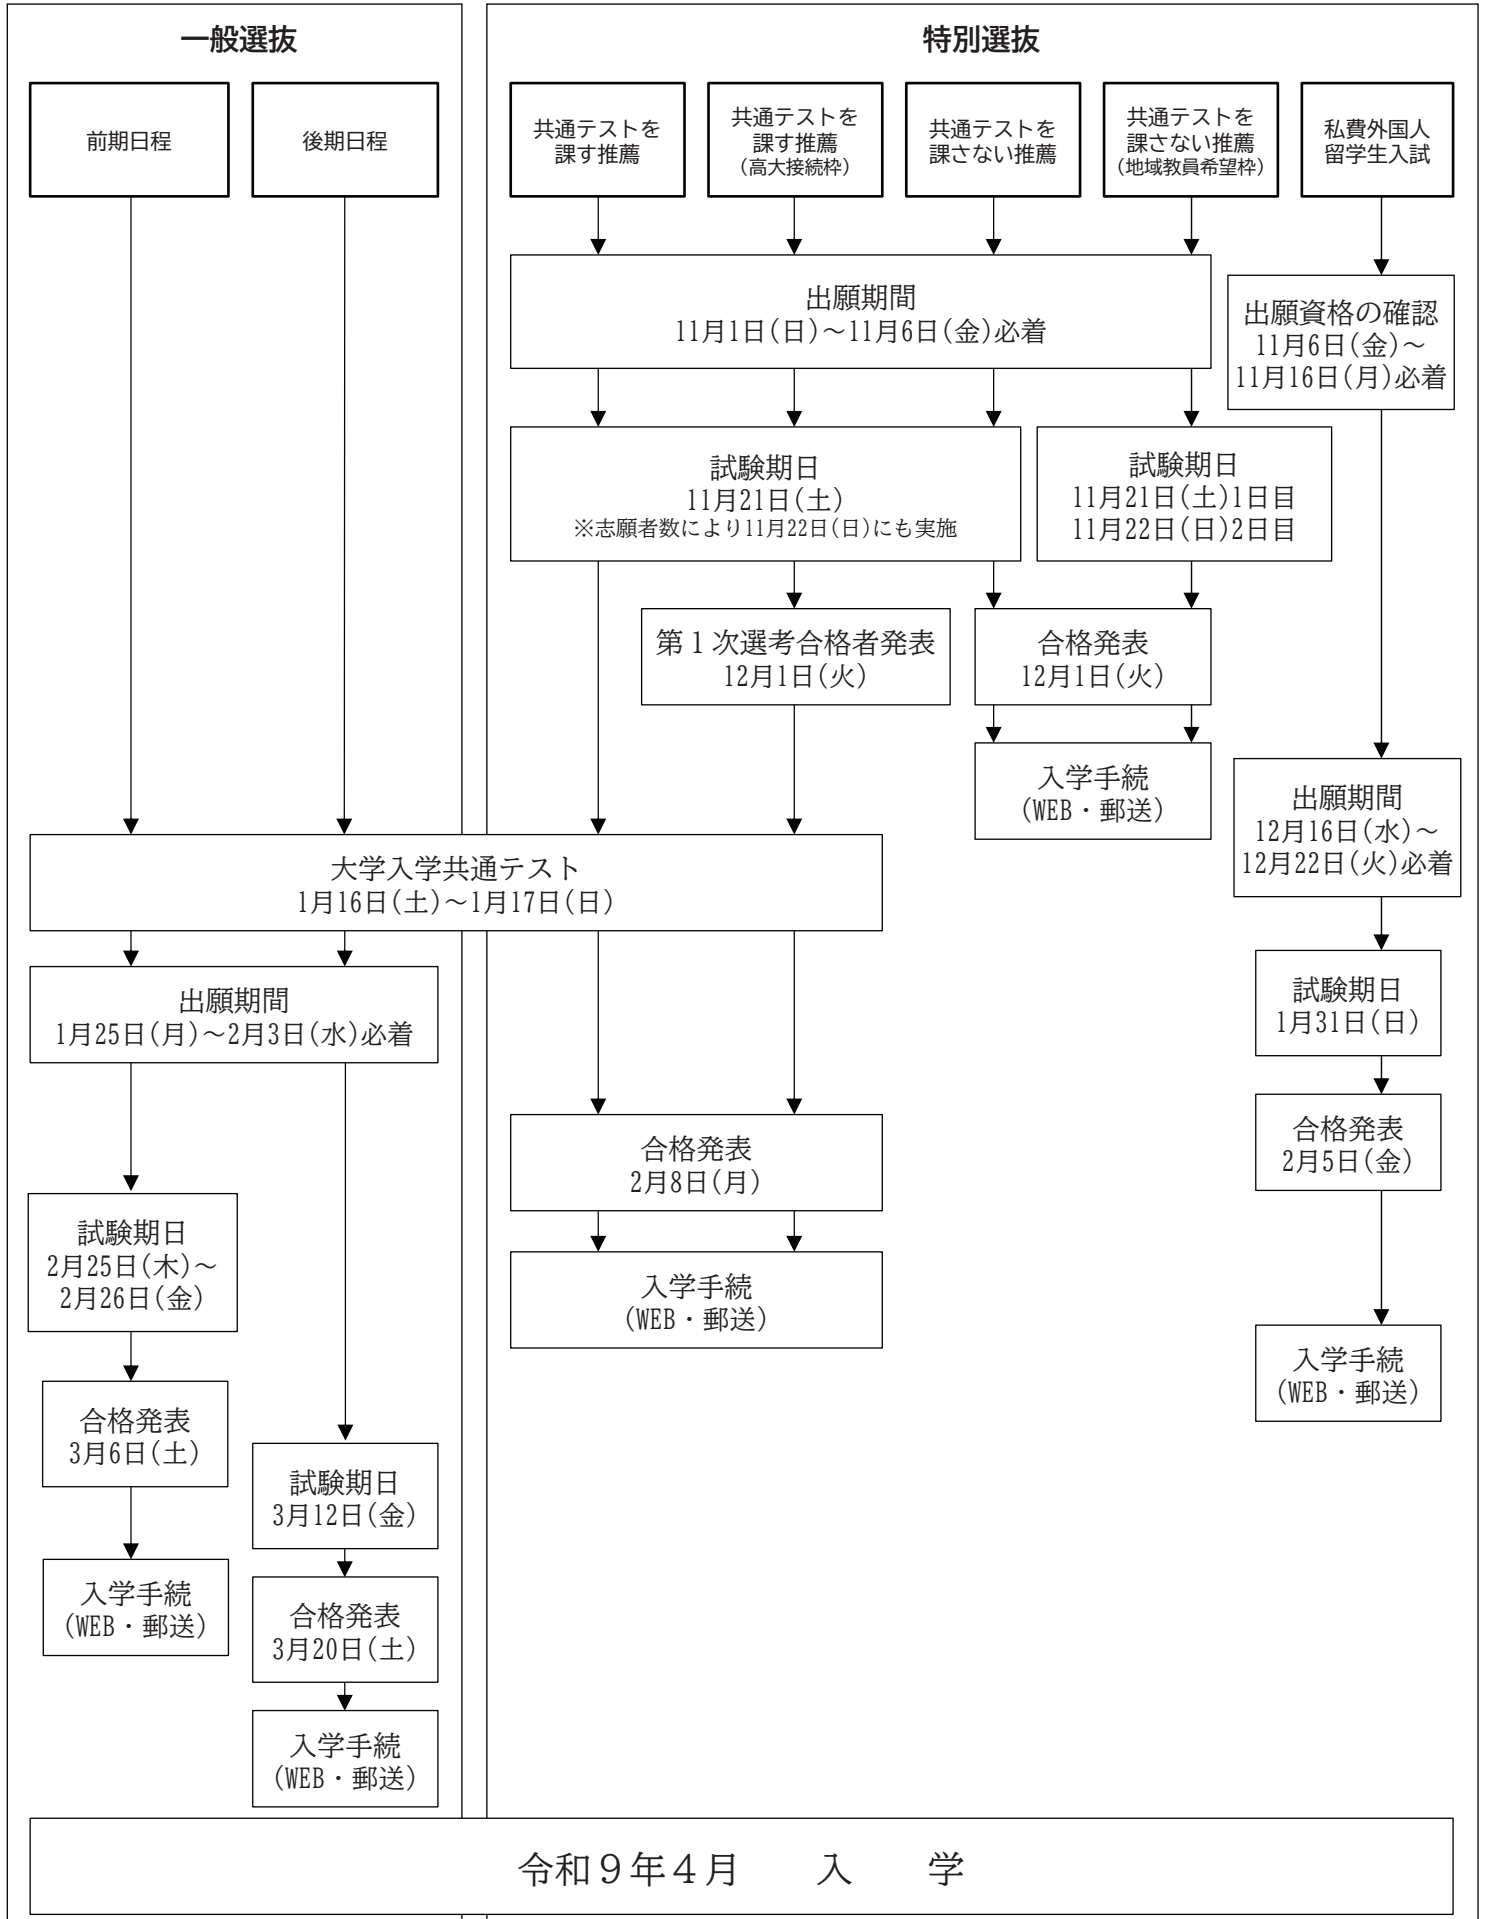 一般選抜
特別選抜
前期日程
後期日程
共通テストを
課す推薦
共通テストを
課す推薦
(高大接続枠)
共通テストを
課さない推薦
共通テストを
課さない推薦
(地域教員希望枠)
私費外国人
留学生入試
出願期間
11月1日(日)～11月6日(金)必着
出願資格の確認
11月6日(金)～
11月16日(月)必着
試験期日
11月21日(土)
※志願者数により11月22日(日)にも実施
試験期日
11月21日(土)1日目
11月22日(日)2日目
第１次選考合格者発表
12月1日(火)
合格発表
12月1日(火)
入学手続
(WEB・郵送)
出願期間
12月16日(水)～
12月22日(火)必着
大学入学共通テスト
1月16日(土)～1月17日(日)
出願期間
1月25日(月)～2月3日(水)必着
試験期日
1月31日(日)
合格発表
2月8日(月)
合格発表
2月5日(金)
試験期日
2月25日(木)～
2月26日(金)
入学手続
(WEB・郵送)
入学手続
(WEB・郵送)
合格発表
3月6日(土)
試験期日
3月12日(金)
入学手続
(WEB・郵送)
合格発表
3月20日(土)
入学手続
(WEB・郵送)
令和９年４月　入　学